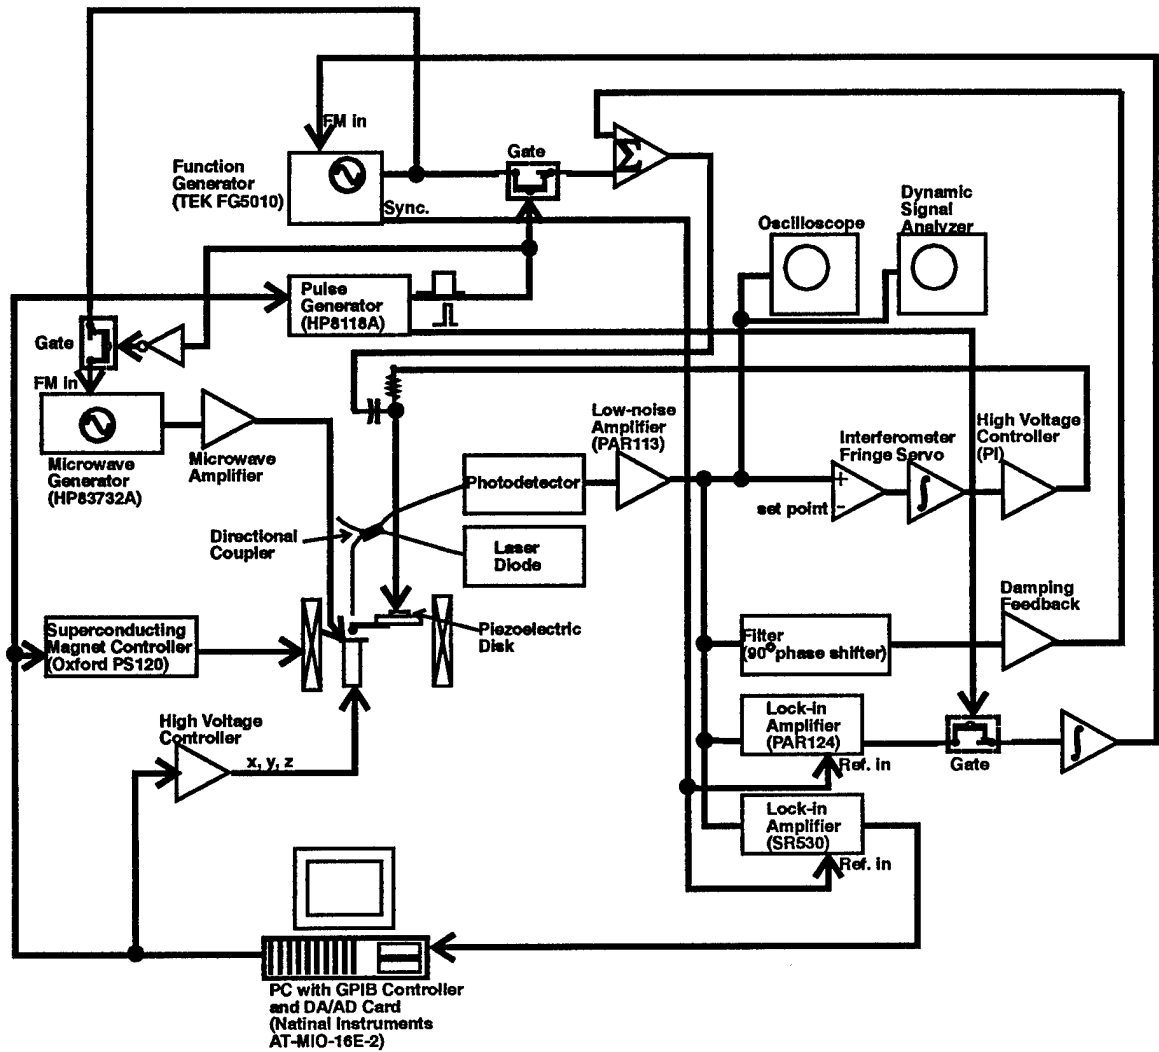 FM in
Function
Generator
(TEK FG5010)
Sync.
Gate
Σ
Oscilloscope
Dynamic
Signal
Analyzer
Pulse
Generator
(HP8118A)
Gate
FM in
Microwave
Generator
(HP83732A)
Microwave
Amplifier
Low-noise
Amplifier
(PAR113)
Interferometer
Fringe Servo
High Voltage
Controller
(PI)
+
set point -
∫
Photodetector
Laser
Diode
Directional
Coupler
Piezoelectric
Disk
Superconducting
Magnet Controller
(Oxford PS120)
Damping
Feedback
Filter
(90° phase shifter)
High Voltage
Controller
x, y, z
Lock-in
Amplifier
(PAR124)
Ref. in
Gate
∫
Lock-in
Amplifier
(SR530)
Ref. in
PC with GPIB Controller
and DA/AD Card
(Natinal Instruments
AT-MIO-16E-2)